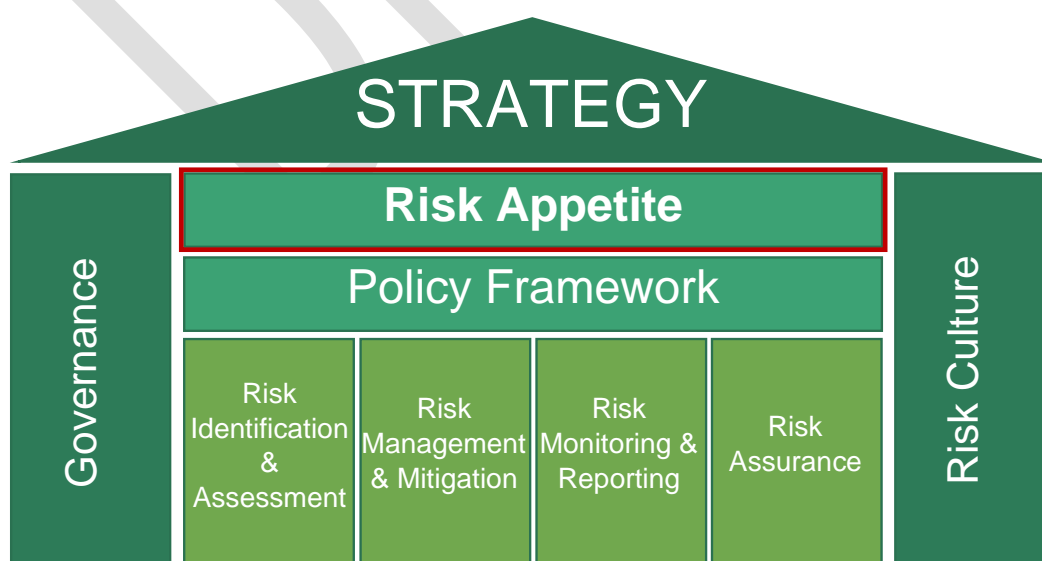 STRATEGY
Risk Appetite
Policy Framework
Governance
Risk
Identification
&
Assessment
Risk
Management
& Mitigation
Risk
Monitoring &
Reporting
Risk
Assurance
Risk Culture